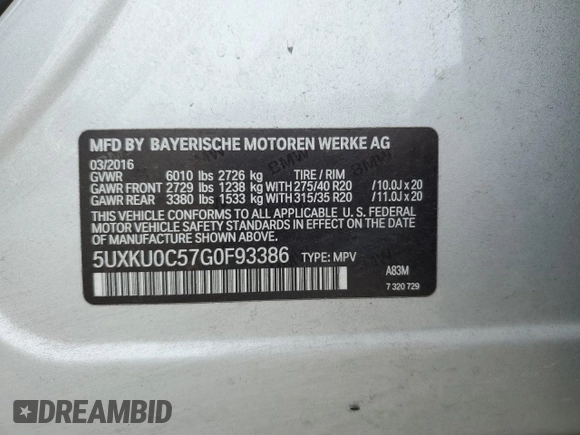 MFD BY BAYERISCHE MOTOREN WERKE AG
03/2016
GVWR 6010 lbs 2726 kg TIRE / RIM
GAWR FRONT 2729 lbs 1238 kg WITH 275/40 R20 /10.0J x 20
GAWR REAR 3380 lbs 1533 kg WITH 315/35 R20 /11.0J x 20
THIS VEHICLE CONFORMS TO ALL APPLICABLE U. S. FEDERAL
MOTOR VEHICLE SAFETY STANDARDS IN EFFECT ON THE DATE
OF MANUFACTURE SHOWN ABOVE.
5UXKU0C57G0F93386 TYPE: MPV
A83M
7 320 729
BMW
BMW
DREAMBID